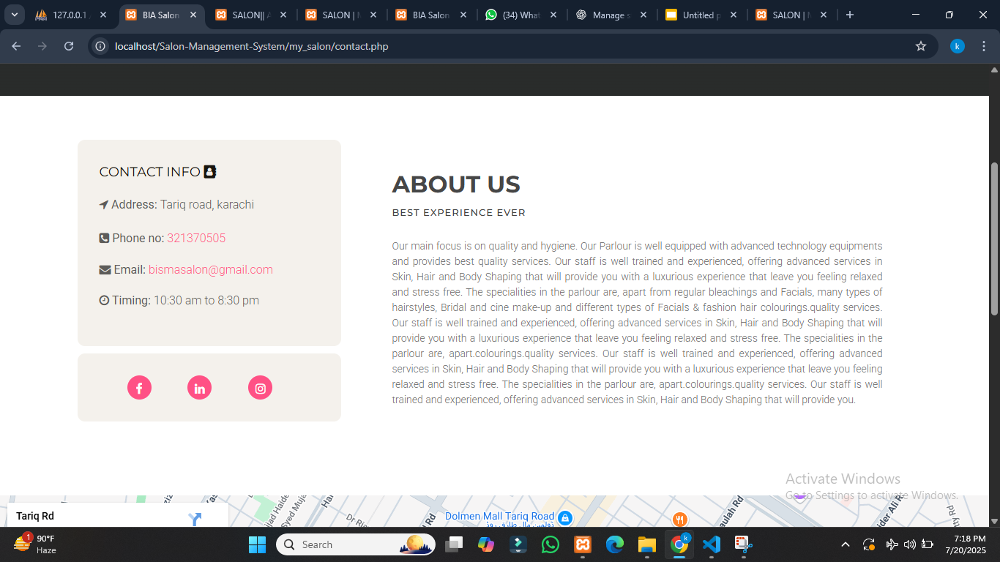 127.0.0.1 /
BIA Salon
SALON|| A
SALON | M
BIA Salon
(34) What
Manage s
Untitled p
SALON | M
localhost/Salon-Management-System/my_salon/contact.php
k
CONTACT INFO
Address: Tariq road, karachi
Phone no: 321370505
Email: bismasalon@gmail.com
Timing: 10:30 am to 8:30 pm
ABOUT US
BEST EXPERIENCE EVER
Our main focus is on quality and hygiene. Our Parlour is well equipped with advanced technology equipments
and provides best quality services. Our staff is well trained and experienced, offering advanced services in
Skin, Hair and Body Shaping that will provide you with a luxurious experience that leave you feeling relaxed
and stress free. The specialities in the parlour are, apart from regular bleachings and Facials, many types of
hairstyles, Bridal and cine make-up and different types of Facials & fashion hair colourings.quality services.
Our staff is well trained and experienced, offering advanced services in Skin, Hair and Body Shaping that will
provide you with a luxurious experience that leave you feeling relaxed and stress free. The specialities in the
parlour are, apart.colourings.quality services. Our staff is well trained and experienced, offering advanced
services in Skin, Hair and Body Shaping that will provide you with a luxurious experience that leave you feeling
relaxed and stress free. The specialities in the parlour are, apart.colourings.quality services. Our staff is well
trained and experienced, offering advanced services in Skin, Hair and Body Shaping that will provide you.
Activate Windows
Go to Settings to activate Windows.
Tariq Rd
Dolmen Mall Tariq Road
1
90°F
Haze
Search
k
7:18 PM
7/20/2025